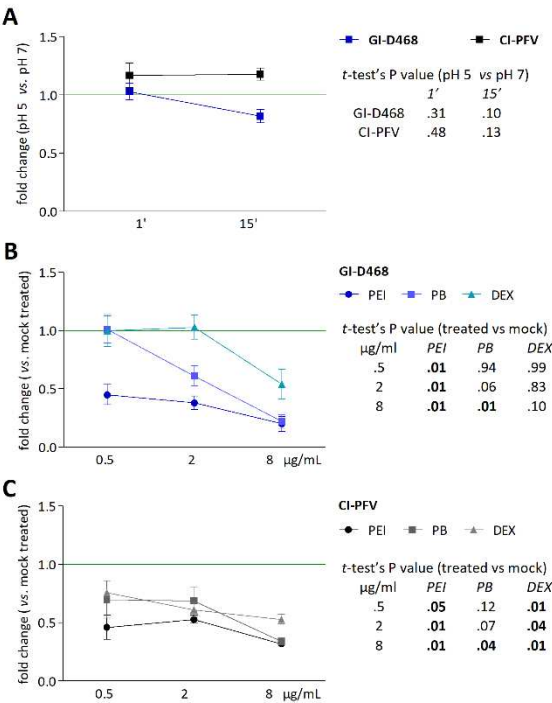 A
fold change (pH 5 vs. pH 7)
1.5
1.0
0.5
0.0
1' 15'
GI-D468 CI-PFV
t-test's P value (pH 5 vs pH 7)
1' 15'
GI-D468 .31 .10
CI-PFV .48 .13
B
fold change (vs. mock treated)
1.5
1.0
0.5
0.0
0.5 2 8 µg/mL
GI-D468
PEI PB DEX
t-test's P value (treated vs mock)
µg/ml PEI PB DEX
.5 .01 .94 .99
2 .01 .06 .83
8 .01 .01 .10
C
fold change ( vs. mock treated)
1.5
1.0
0.5
0.0
0.5 2 8 µg/mL
CI-PFV
PEI PB DEX
t-test's P value (treated vs mock)
µg/ml PEI PB DEX
.5 .05 .12 .01
2 .01 .07 .04
8 .01 .04 .01